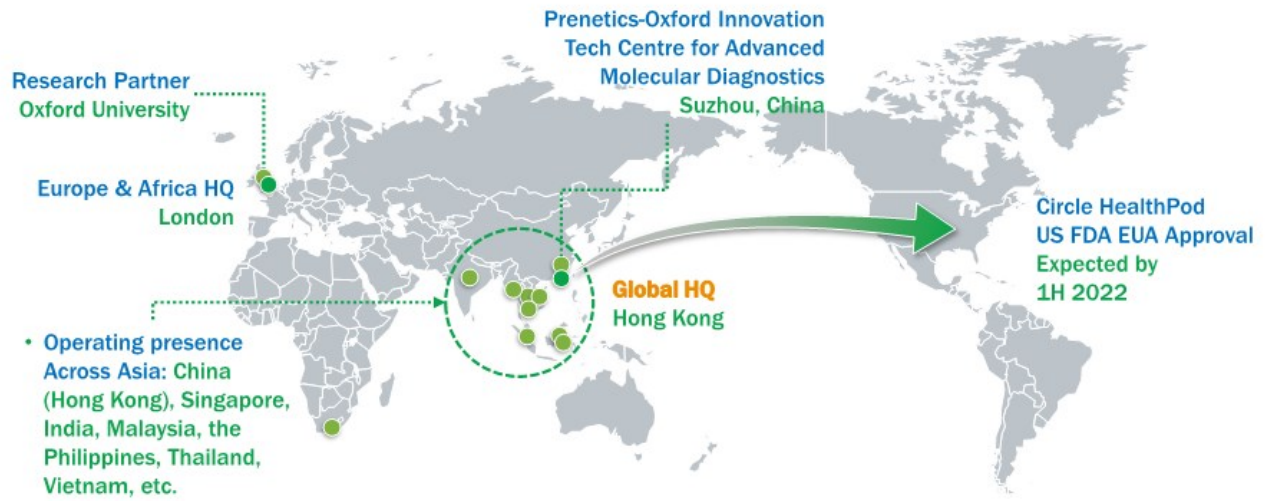 Prenetics-Oxford Innovation
Tech Centre for Advanced
Molecular Diagnostics
Suzhou, China
Research Partner
Oxford University
Europe & Africa HQ
London
Circle HealthPod
US FDA EUA Approval
Expected by
1H 2022
Global HQ
Hong Kong
• Operating presence
Across Asia: China
(Hong Kong), Singapore,
India, Malaysia, the
Philippines, Thailand,
Vietnam, etc.